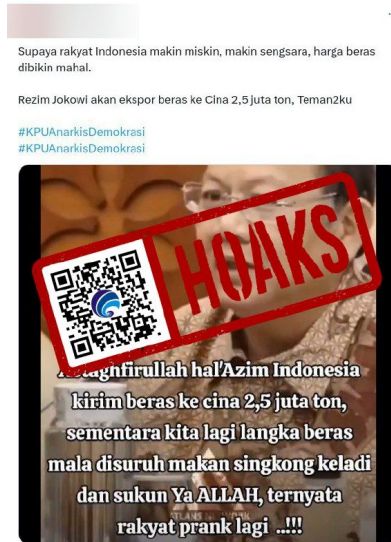 Supaya rakyat Indonesia makin miskin, makin sengsara, harga beras
dibikin mahal.
Rezim Jokowi akan ekspor beras ke Cina 2,5 juta ton, Teman2ku
#KPUAnarkisDemokrasi
#KPUAnarkisDemokrasi
HOAKS
hal'Azim Indonesia
kirim beras ke cina 2,5 juta ton,
sementara kita lagi langka beras
mala disuruh makan singkong keladi
dan sukun Ya ALLAH, ternyata
rakyat prank lagi ..!!!